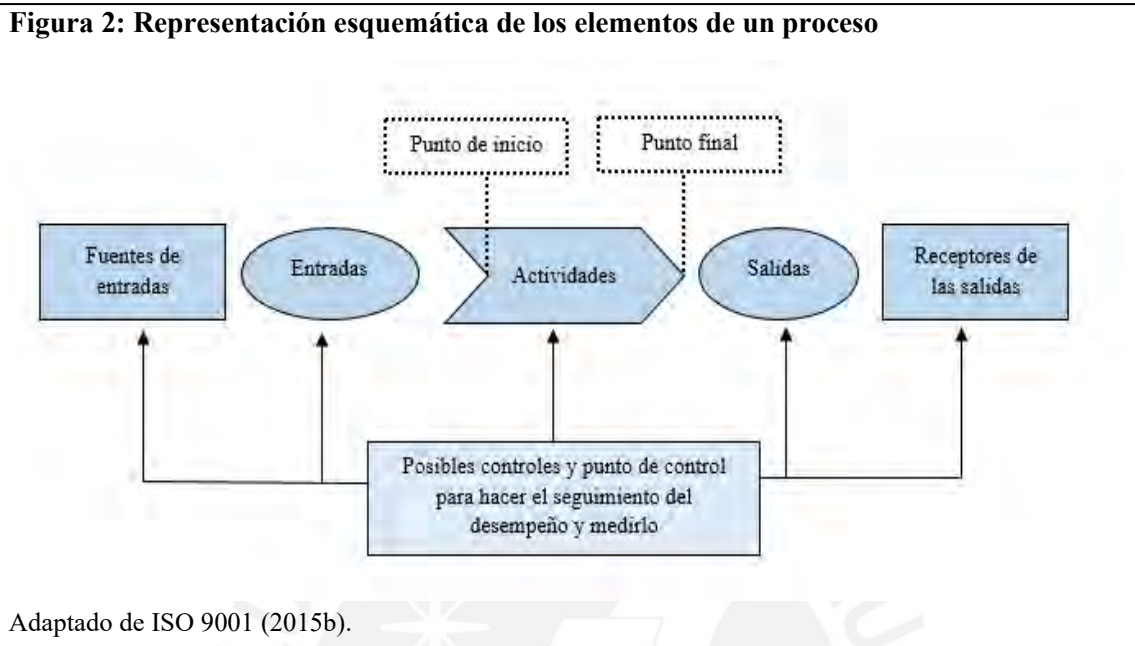 Figura 2: Representación esquemática de los elementos de un proceso
Punto de inicio
Punto final
Fuentes de
entradas
Entradas
Actividades
Salidas
Receptores de
las salidas
Posibles controles y punto de control
para hacer el seguimiento del
desempeño y medirlo
Adaptado de ISO 9001 (2015b).